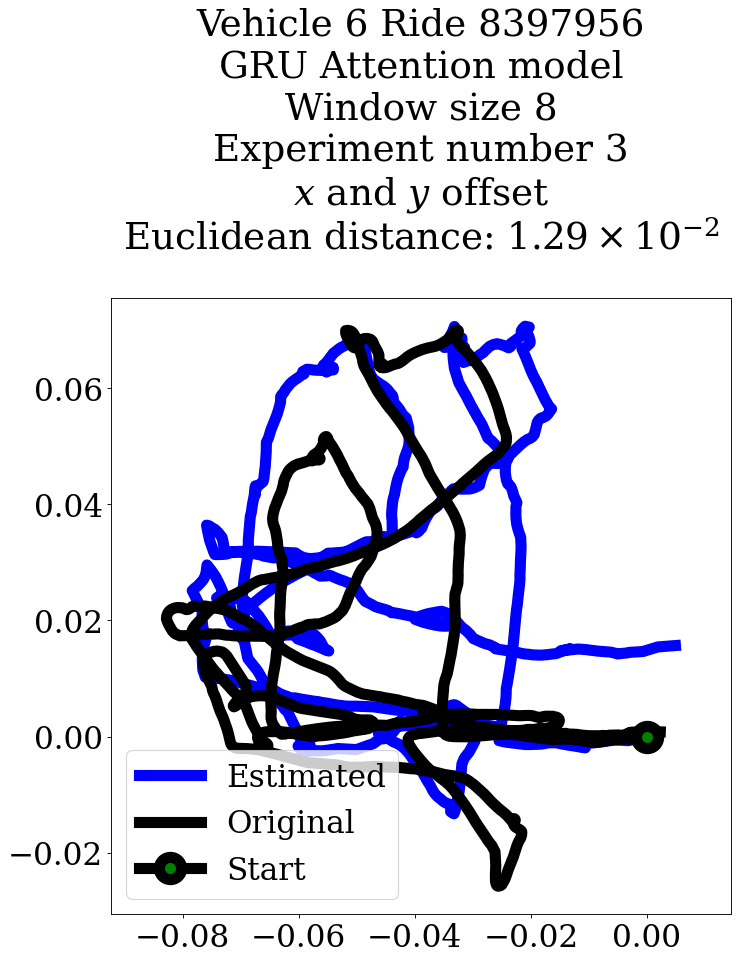 Vehicle 6 Ride 8397956
GRU Attention model
Window size 8
Experiment number 3
x and y offset
Euclidean distance: 1.29 × 10⁻²
0.06
0.04
0.02
0.00
−0.02
Estimated
Original
Start
−0.08 −0.06 −0.04 −0.02 0.00